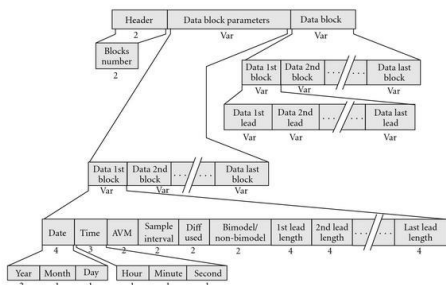 Header Data block parameters Data block
2 Var Var
Blocks
number
2
Data 1st block Data 2nd block ···· ··· Data last block
Var Var Var
Data 1st lead Data 2nd lead ···· ··· Data last lead
Var Var Var
Data 1st block Data 2nd block ···· ··· Data last block
Var Var Var
Date Time AVM Sample interval Diff used Bimodel/ non-bimodel 1st lead length 2nd lead length ···· ··· Last lead length
4 3 2 2 2 2 4 4 4
Year Month Day Hour Minute Second